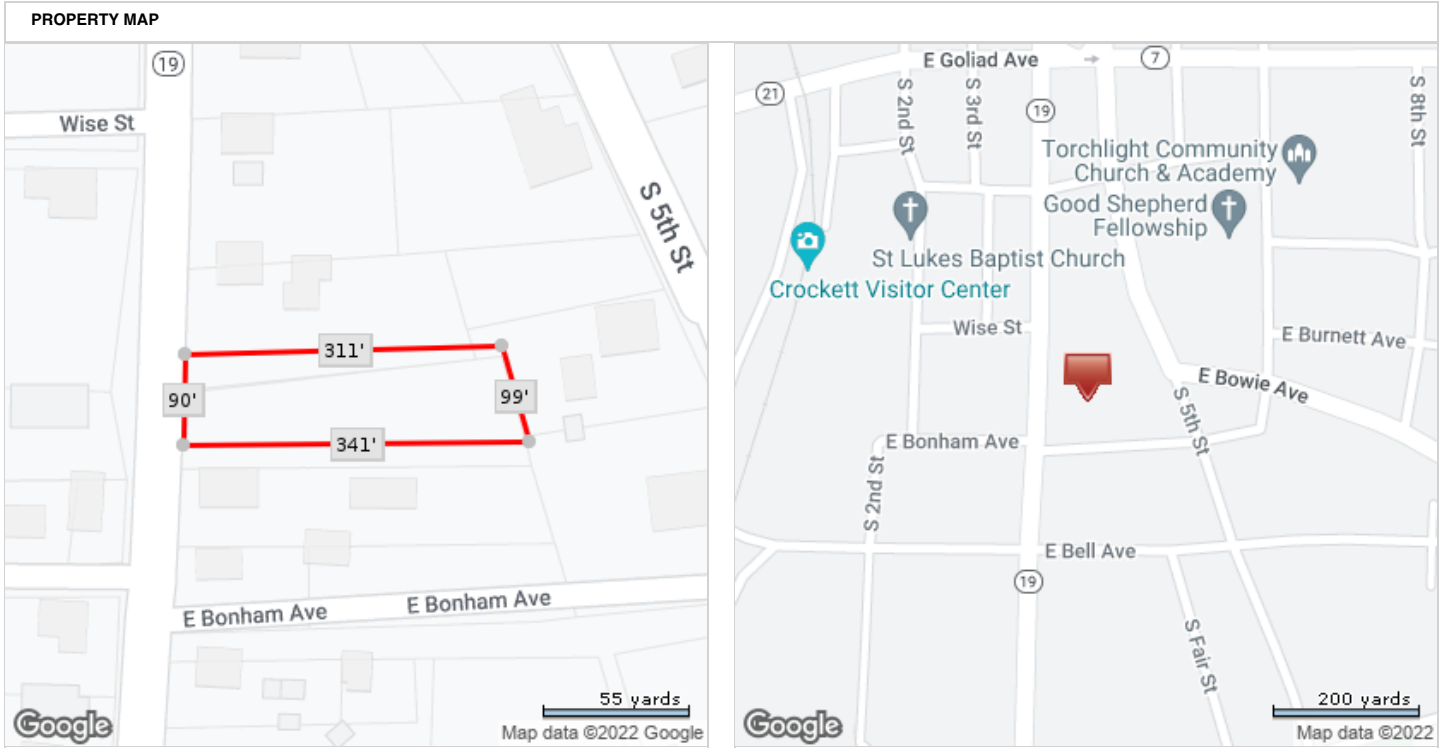 PROPERTY MAP
19
Wise St
S 5th St
311'
90'
99'
341'
E Bonham Ave
E Bonham Ave
55 yards
Google
Map data ©2022 Google
E Goliad Ave
7
21
S 2nd St
S 3rd St
19
S 8th St
Torchlight Community
Church & Academy
Good Shepherd
Fellowship
St Lukes Baptist Church
Crockett Visitor Center
Wise St
E Burnett Ave
E Bowie Ave
S 5th St
E Bonham Ave
S 2nd St
E Bell Ave
19
S Fair St
200 yards
Google
Map data ©2022